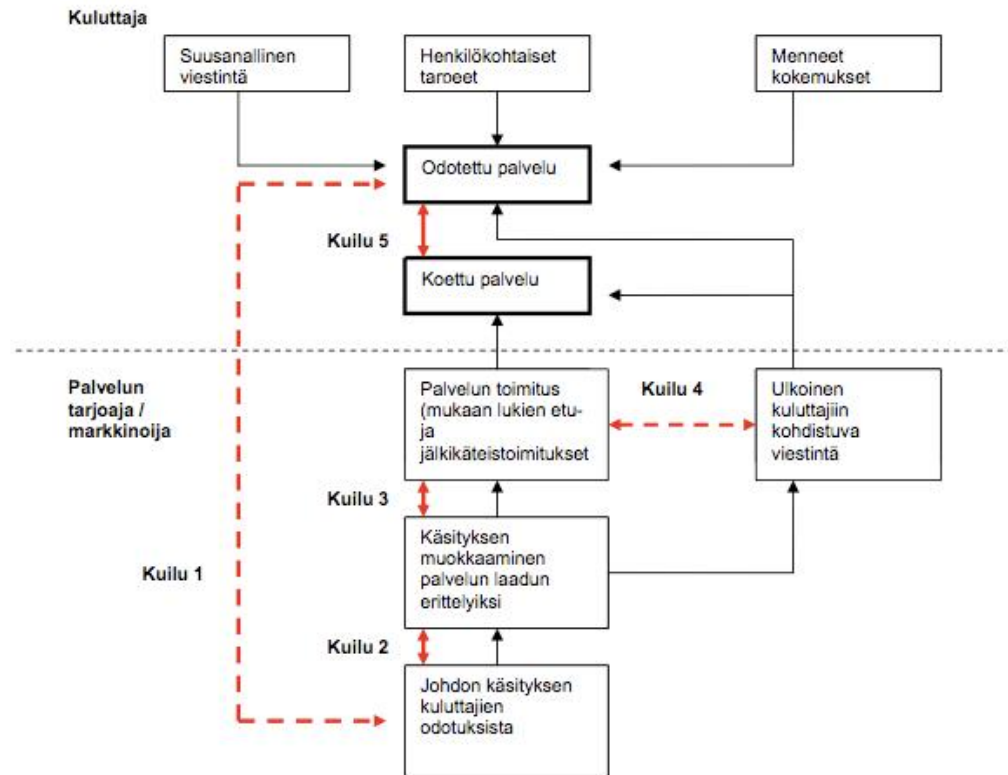 Kuluttaja
Suusanallinen
viestintä
Henkilökohtaiset
tarpeet
Menneet
kokemukset
Odotettu palvelu
Kuilu 5
Koettu palvelu
Palvelun
tarjoaja /
markkinoija
Palvelun toimitus
(mukaan lukien etu-
ja
jälkikäteistoimitukset
Kuilu 4
Ulkoinen
kuluttajiin
kohdistuva
viestintä
Kuilu 3
Käsityksen
muokkaaminen
palvelun laadun
erittelyiksi
Kuilu 1
Kuilu 2
Johdon käsityksen
kuluttajien
odotuksista